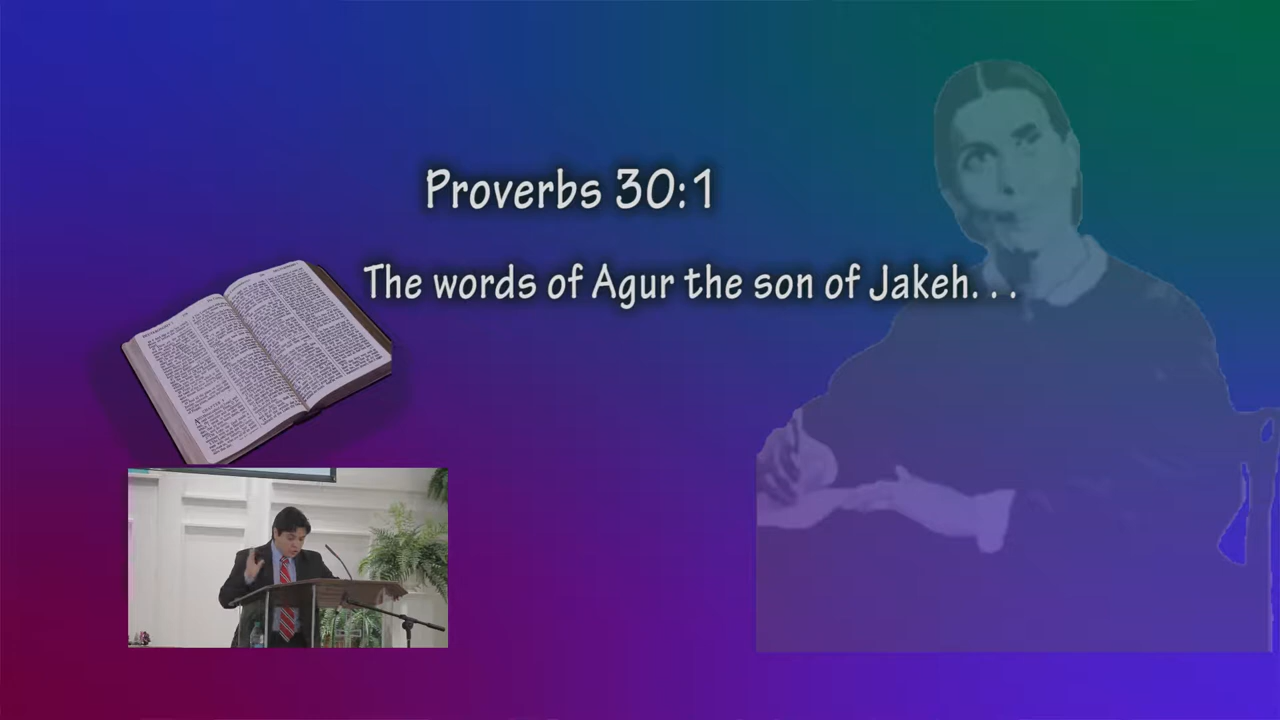 Proverbs 30:1
The words of Agur the son of Jakeh. . .